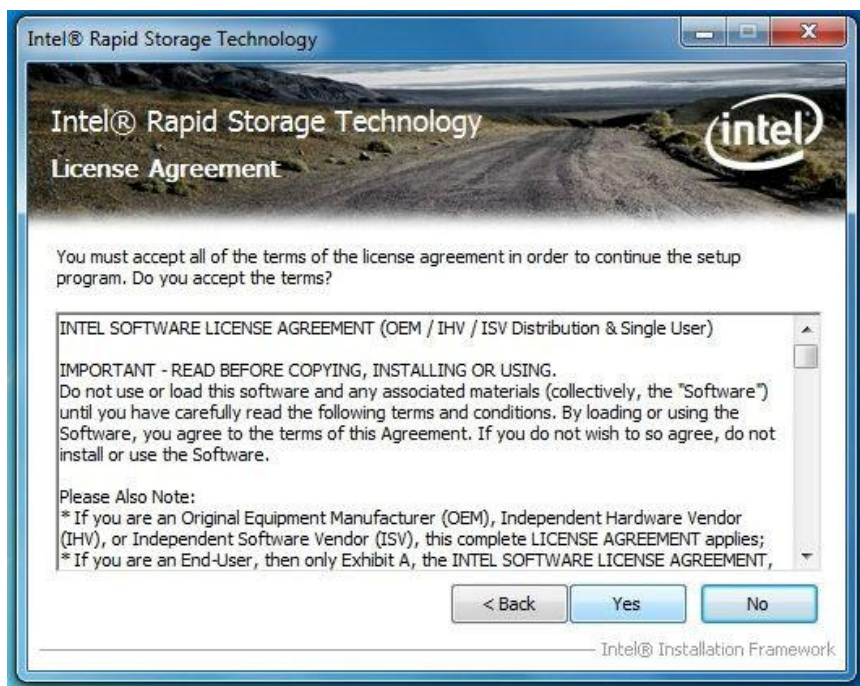 Intel® Rapid Storage Technology
Intel® Rapid Storage Technology
intel
License Agreement
You must accept all of the terms of the license agreement in order to continue the setup
program. Do you accept the terms?
INTEL SOFTWARE LICENSE AGREEMENT (OEM / IHV / ISV Distribution & Single User)
IMPORTANT - READ BEFORE COPYING, INSTALLING OR USING.
Do not use or load this software and any associated materials (collectively, the "Software")
until you have carefully read the following terms and conditions. By loading or using the
Software, you agree to the terms of this Agreement. If you do not wish to so agree, do not
install or use the Software.
Please Also Note:
* If you are an Original Equipment Manufacturer (OEM), Independent Hardware Vendor
(IHV), or Independent Software Vendor (ISV), this complete LICENSE AGREEMENT applies;
* If you are an End-User, then only Exhibit A, the INTEL SOFTWARE LICENSE AGREEMENT,
< Back Yes No
Intel® Installation Framework